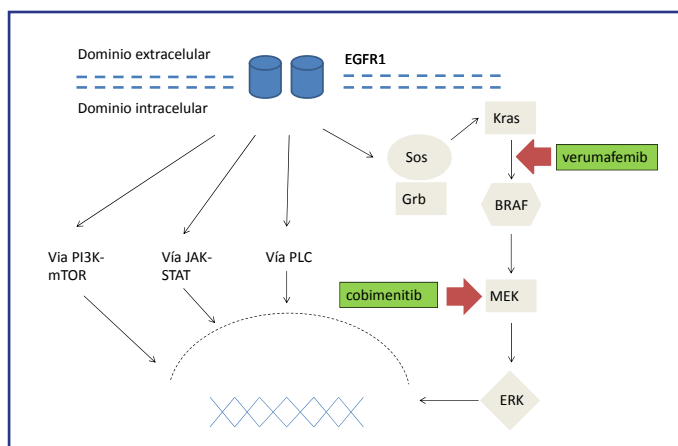 Dominio extracelular
EGFR1
Dominio intracelular
Kras
Sos
verumafemib
Grb
BRAF
Via PI3K-
mTOR
Vía JAK-
STAT
Vía PLC
cobimenitib
MEK
ERK